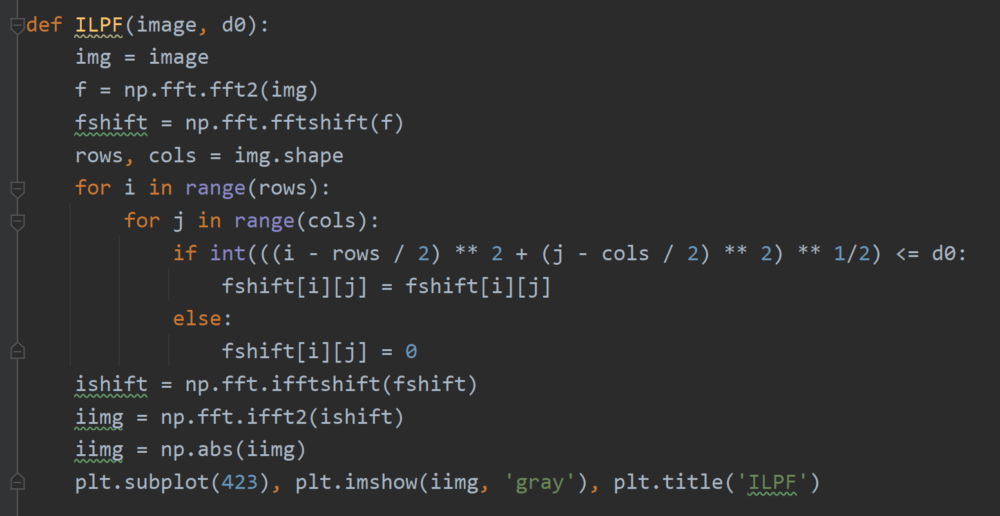 def ILPF(image, d0):
    img = image
    f = np.fft.fft2(img)
    fshift = np.fft.fftshift(f)
    rows, cols = img.shape
    for i in range(rows):
        for j in range(cols):
            if int(((i - rows / 2) ** 2 + (j - cols / 2) ** 2) ** 1/2) <= d0:
                fshift[i][j] = fshift[i][j]
            else:
                fshift[i][j] = 0
    ishift = np.fft.ifftshift(fshift)
    iimg = np.fft.ifft2(ishift)
    iimg = np.abs(iimg)
    plt.subplot(423), plt.imshow(iimg, 'gray'), plt.title('ILPF')